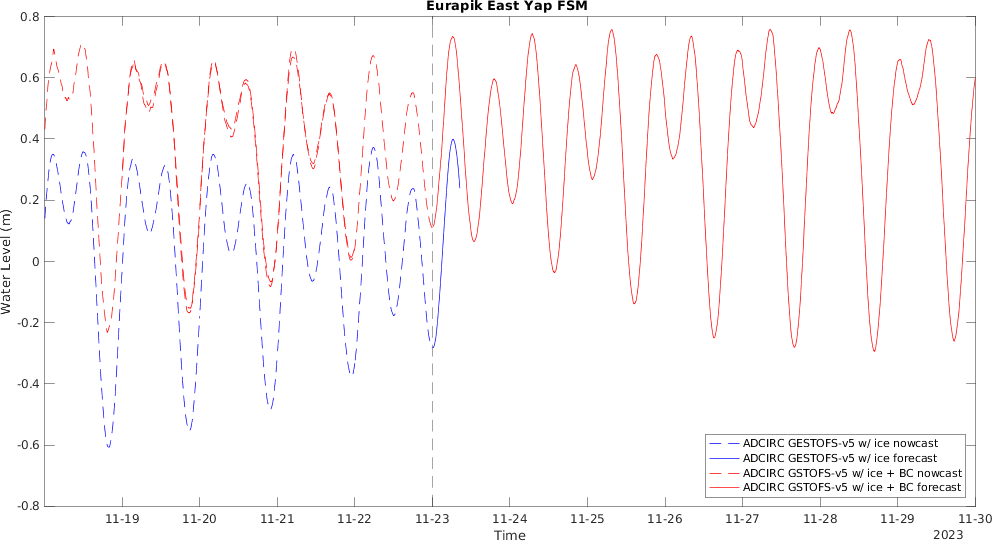 Eurapik East Yap FSM
0.8
0.6
0.4
0.2
0
-0.2
-0.4
-0.6
-0.8
Water Level (m)
ADCIRC GESTOFS-v5 w/ ice nowcast
ADCIRC GESTOFS-v5 w/ ice forecast
ADCIRC GSTOFS-v5 w/ ice + BC nowcast
ADCIRC GSTOFS-v5 w/ ice + BC forecast
11-19 11-20 11-21 11-22 11-23 11-24 11-25 11-26 11-27 11-28 11-29 11-30
Time
2023